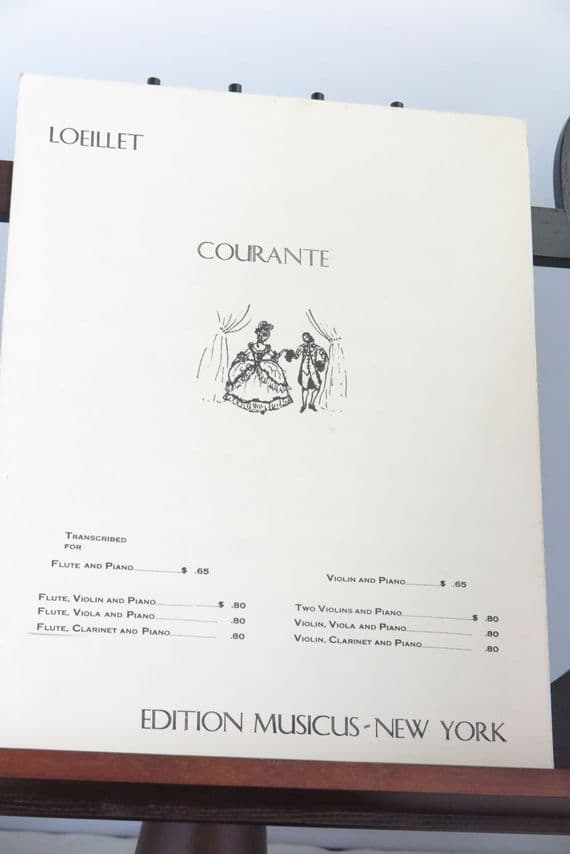 LOEILLET
COURANTE
TRANSCRIBED
FOR
FLUTE AND PIANO $ .65
FLUTE, VIOLIN AND PIANO $ .80
FLUTE, VIOLA AND PIANO .80
FLUTE, CLARINET AND PIANO .80
VIOLIN AND PIANO $ .65
TWO VIOLINS AND PIANO $ .80
VIOLIN, VIOLA AND PIANO .80
VIOLIN, CLARINET AND PIANO .80
EDITION MUSICUS-NEW YORK